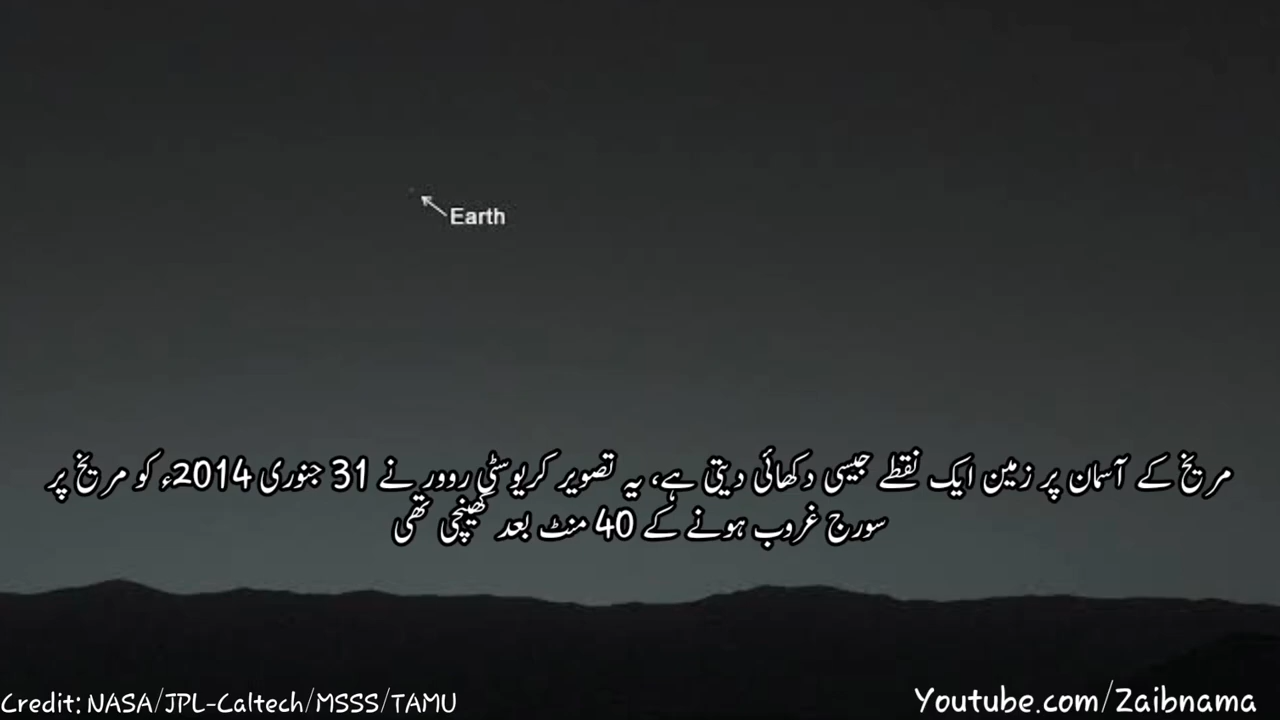 Earth
مریخ کے آسمان پر زمین ایک نقطے جیسی دکھائی دیتی ہے، یہ تصویر کریوسٹی روور نے 31 جنوری 2014ء کو مریخ پر
سورج غروب ہونے کے 40 منٹ بعد کھینچی تھی
Credit: NASA/JPL-Caltech/MSSS/TAMU
Youtube.com/Zaibnama